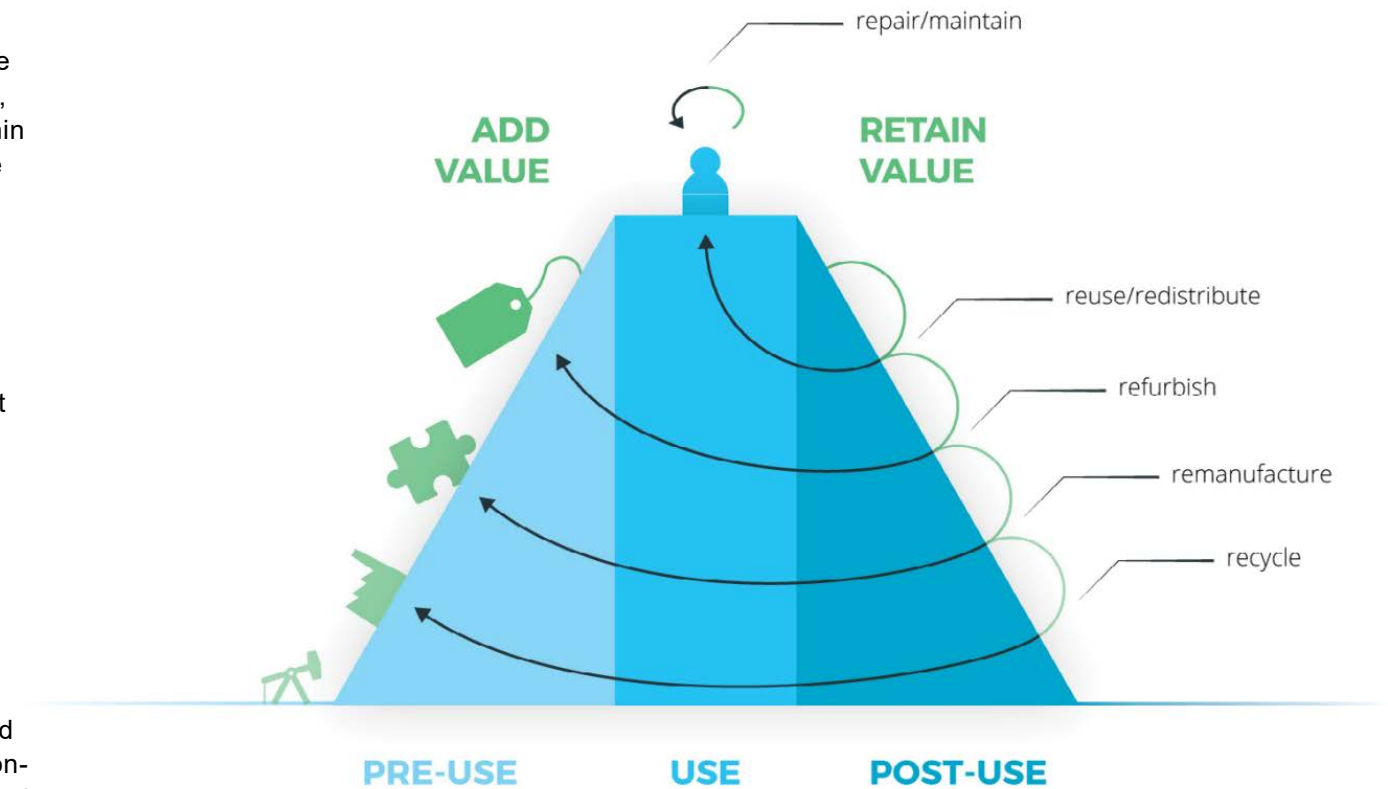 repair/maintain
ADD
VALUE
RETAIN
VALUE
reuse/redistribute
refurbish
remanufacture
recycle
PRE-USE
USE
POST-USE